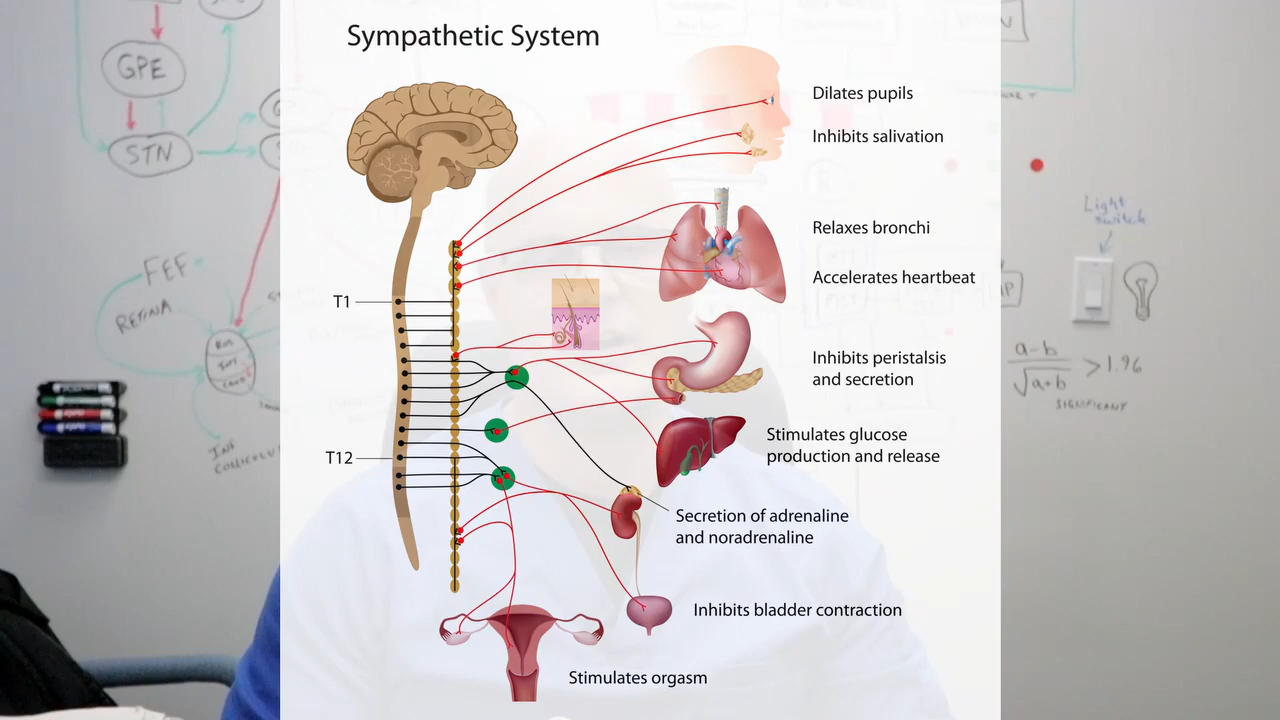 Sympathetic System
Dilates pupils
Inhibits salivation
Relaxes bronchi
Accelerates heartbeat
T1
Inhibits peristalsis
and secretion
Stimulates glucose
production and release
T12
Secretion of adrenaline
and noradrenaline
Inhibits bladder contraction
Stimulates orgasm
GPE
STN
FEF
RETINA
Light
Switch
a-b
√a+b
>1.96
SIGNIFICANT